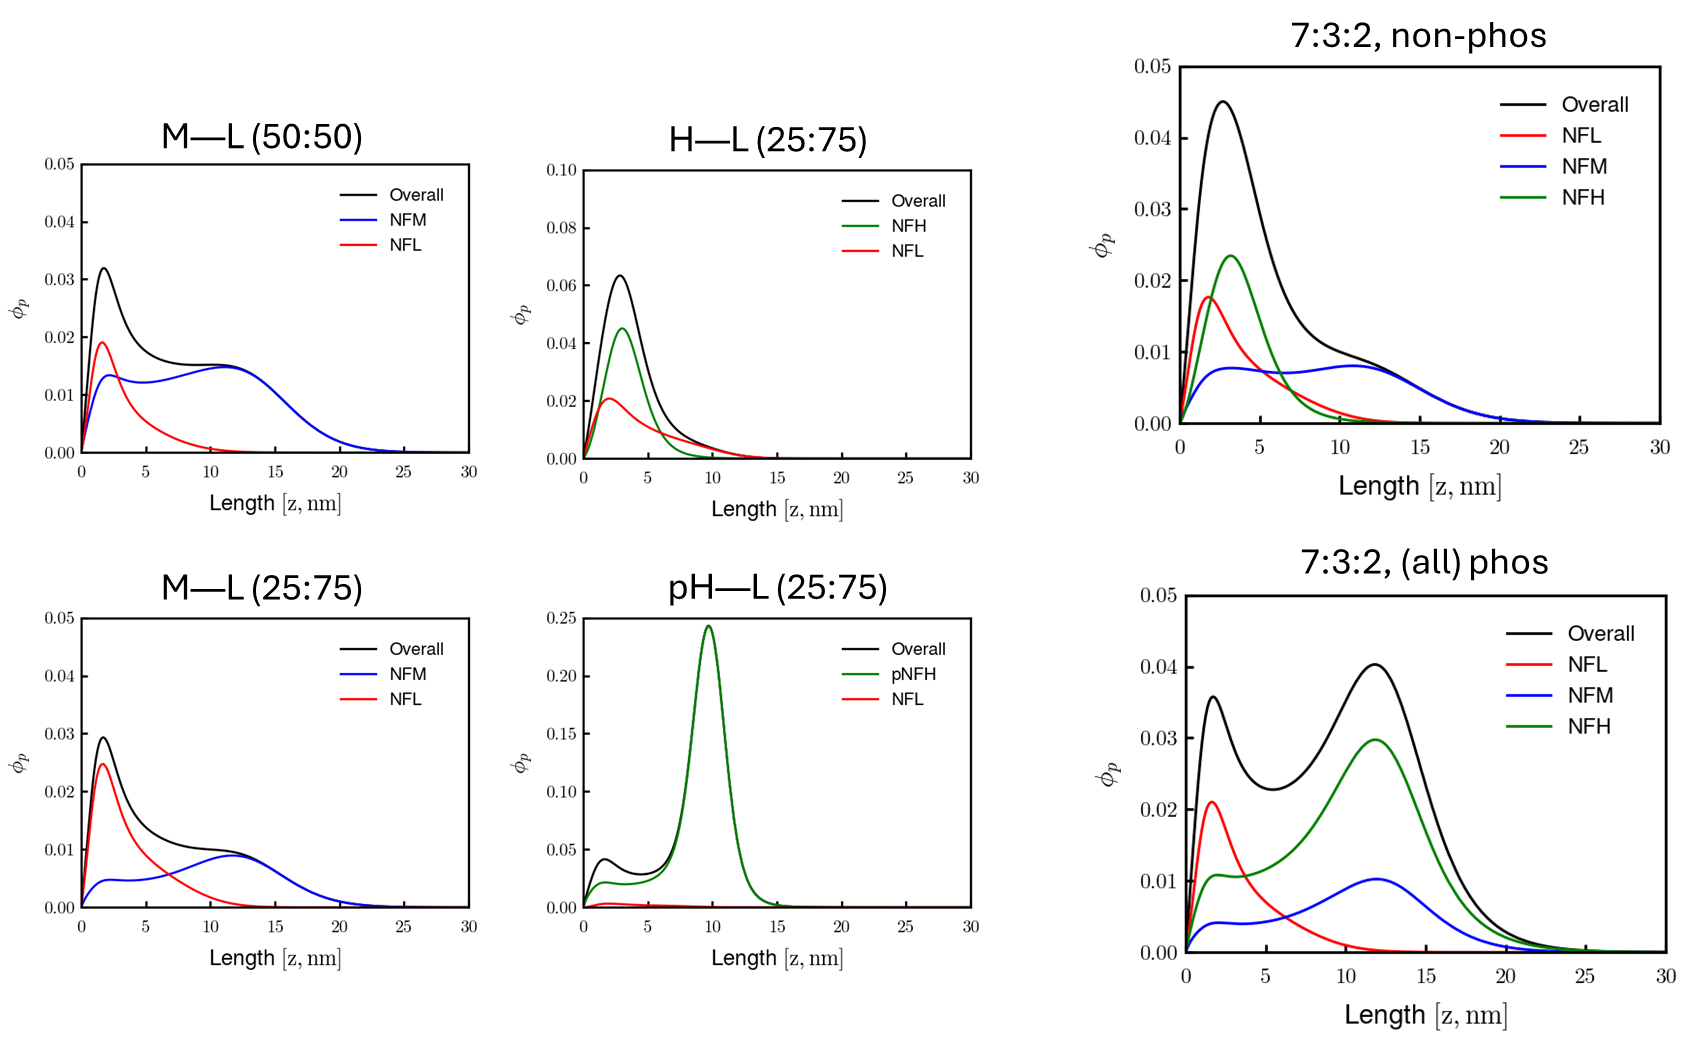 M—L (50:50)
0.05
0.04
0.03
0.02
0.01
0.00
ϕp
Overall
NFM
NFL
0 5 10 15 20 25 30
Length [z, nm]
H—L (25:75)
0.10
0.08
0.06
0.04
0.02
0.00
ϕp
Overall
NFH
NFL
0 5 10 15 20 25 30
Length [z, nm]
7:3:2, non-phos
0.05
0.04
0.03
0.02
0.01
0.00
ϕp
Overall
NFL
NFM
NFH
0 5 10 15 20 25 30
Length [z, nm]
M—L (25:75)
0.05
0.04
0.03
0.02
0.01
0.00
ϕp
Overall
NFM
NFL
0 5 10 15 20 25 30
Length [z, nm]
pH—L (25:75)
0.25
0.20
0.15
0.10
0.05
0.00
ϕp
Overall
pNFH
NFL
0 5 10 15 20 25 30
Length [z, nm]
7:3:2, (all) phos
0.05
0.04
0.03
0.02
0.01
0.00
ϕp
Overall
NFL
NFM
NFH
0 5 10 15 20 25 30
Length [z, nm]